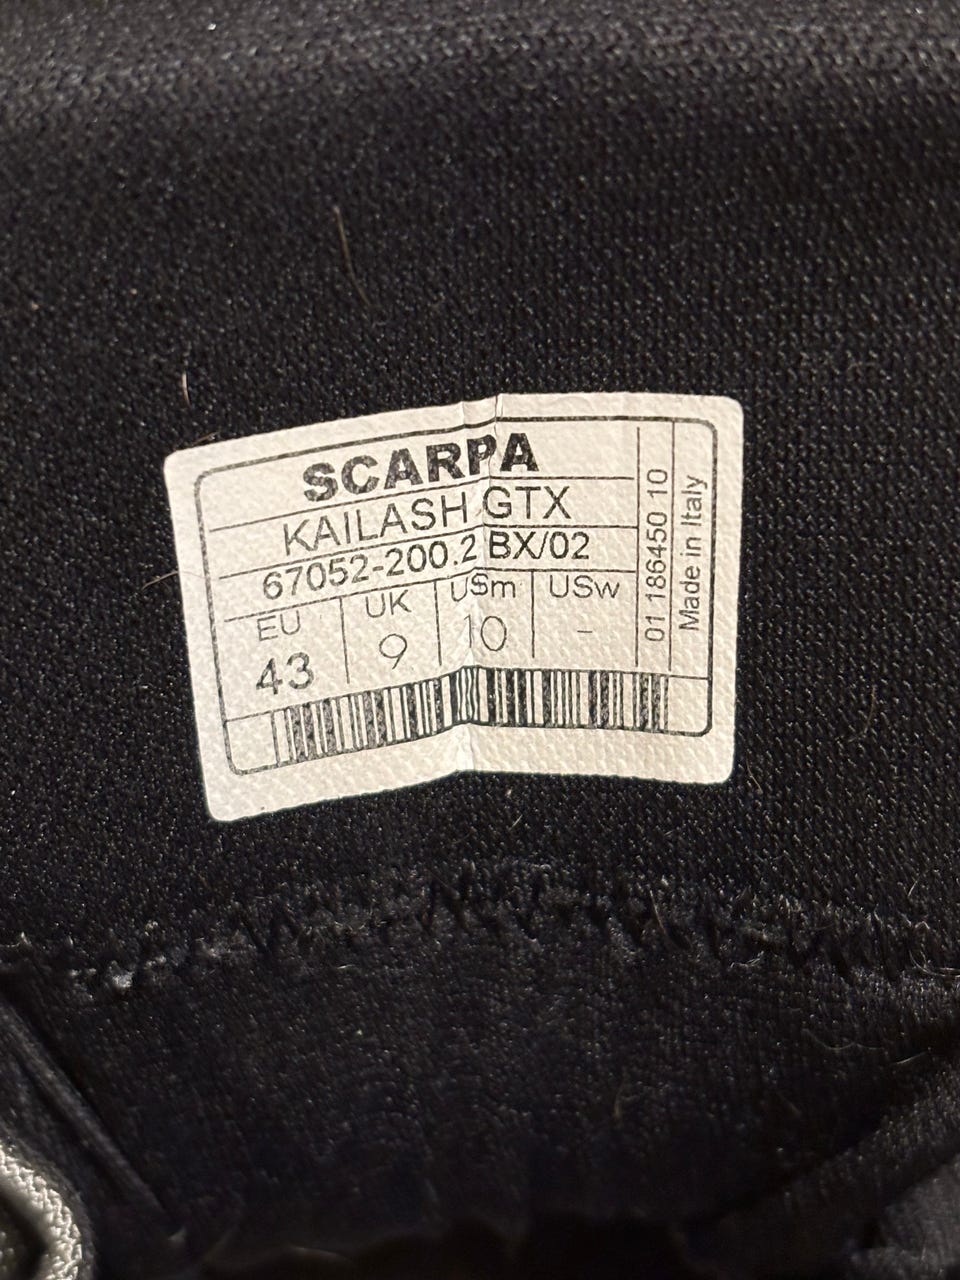 SCARPA
KAILASH GTX
67052-200.2 BX/02
EU UK USm USw
43 9 10 -
01 186450 10
Made in Italy